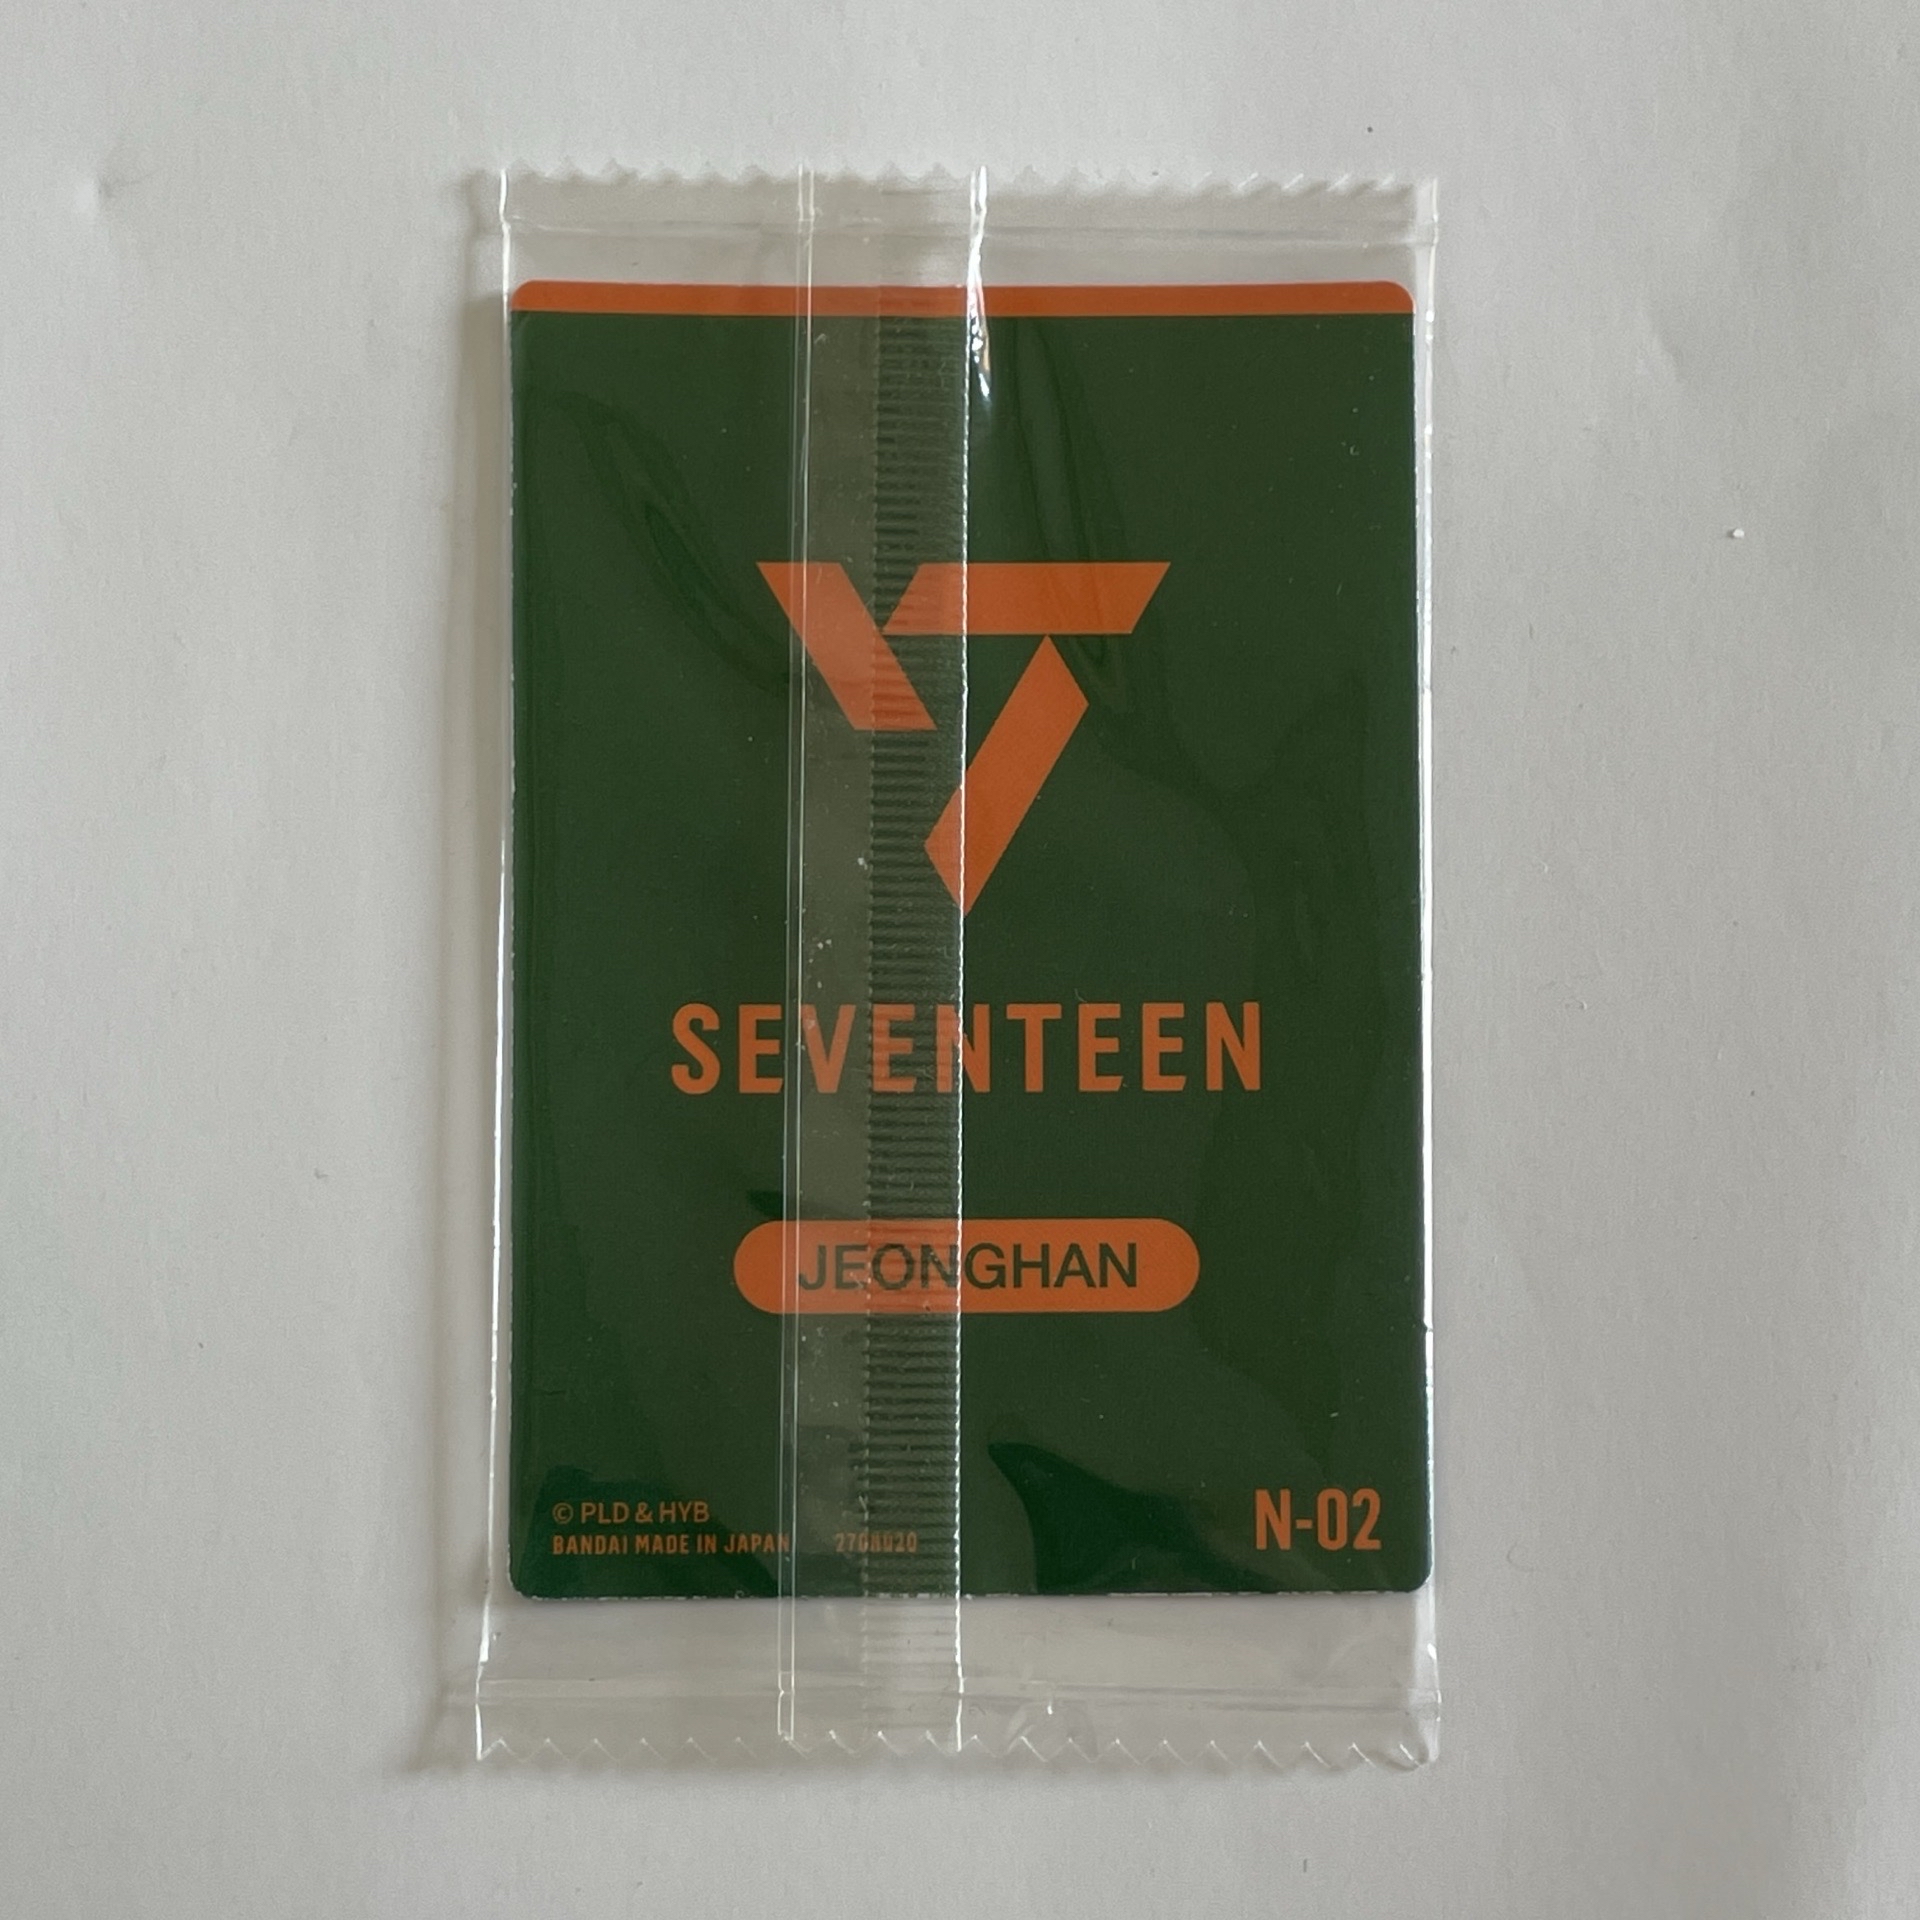 SEVENTEEN
JEONGHAN
© PLD & HYB
BANDAI MADE IN JAPAN
N-02